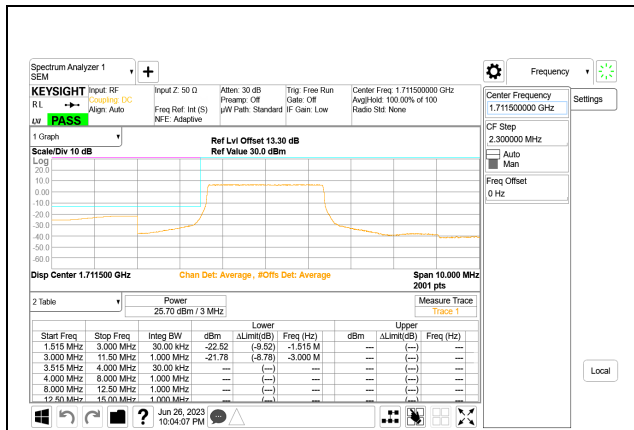 Spectrum Analyzer 1
SEM
+
Frequency
KEYSIGHT
RL
LXI
PASS
Input: RF
Coupling: DC
Align: Auto
Input Z: 50 Ω
Freq Ref: Int (S)
NFE: Adaptive
Atten: 30 dB
Preamp: Off
µW Path: Standard
Trig: Free Run
Gate: Off
IF Gain: Low
Center Freq: 1.711500000 GHz
Avg|Hold: 100.00% of 100
Radio Std: None
Center Frequency
1.711500000 GHz
Settings
CF Step
2.300000 MHz
Auto
Man
Freq Offset
0 Hz
1 Graph
Scale/Div 10 dB
Ref Lvl Offset 13.30 dB
Ref Value 30.0 dBm
Log
20.0
10.0
0.00
-10.0
-20.0
-30.0
-40.0
-50.0
-60.0
Disp Center 1.711500 GHz
Chan Det: Average, #Offs Det: Average
Span 10.000 MHz
2001 pts
2 Table
Power
25.70 dBm / 3 MHz
Measure Trace
Trace 1
Lower Upper
Start Freq Stop Freq Integ BW dBm ΔLimit(dB) Freq (Hz) dBm ΔLimit(dB) Freq (Hz)
1.515 MHz 3.000 MHz 30.00 kHz -22.52 (-9.52) -1.515 M --- (---) ---
3.000 MHz 11.50 MHz 1.000 MHz -21.78 (-8.78) -3.000 M --- (---) ---
3.515 MHz 4.000 MHz 30.00 kHz --- (---) --- --- (---) ---
4.000 MHz 8.000 MHz 1.000 MHz --- (---) --- --- (---) ---
8.000 MHz 12.50 MHz 1.000 MHz --- (---) --- --- (---) ---
12.50 MHz 15.00 MHz 1.000 MHz --- (---) --- --- (---) ---
Local
?
Jun 26, 2023
10:04:07 PM